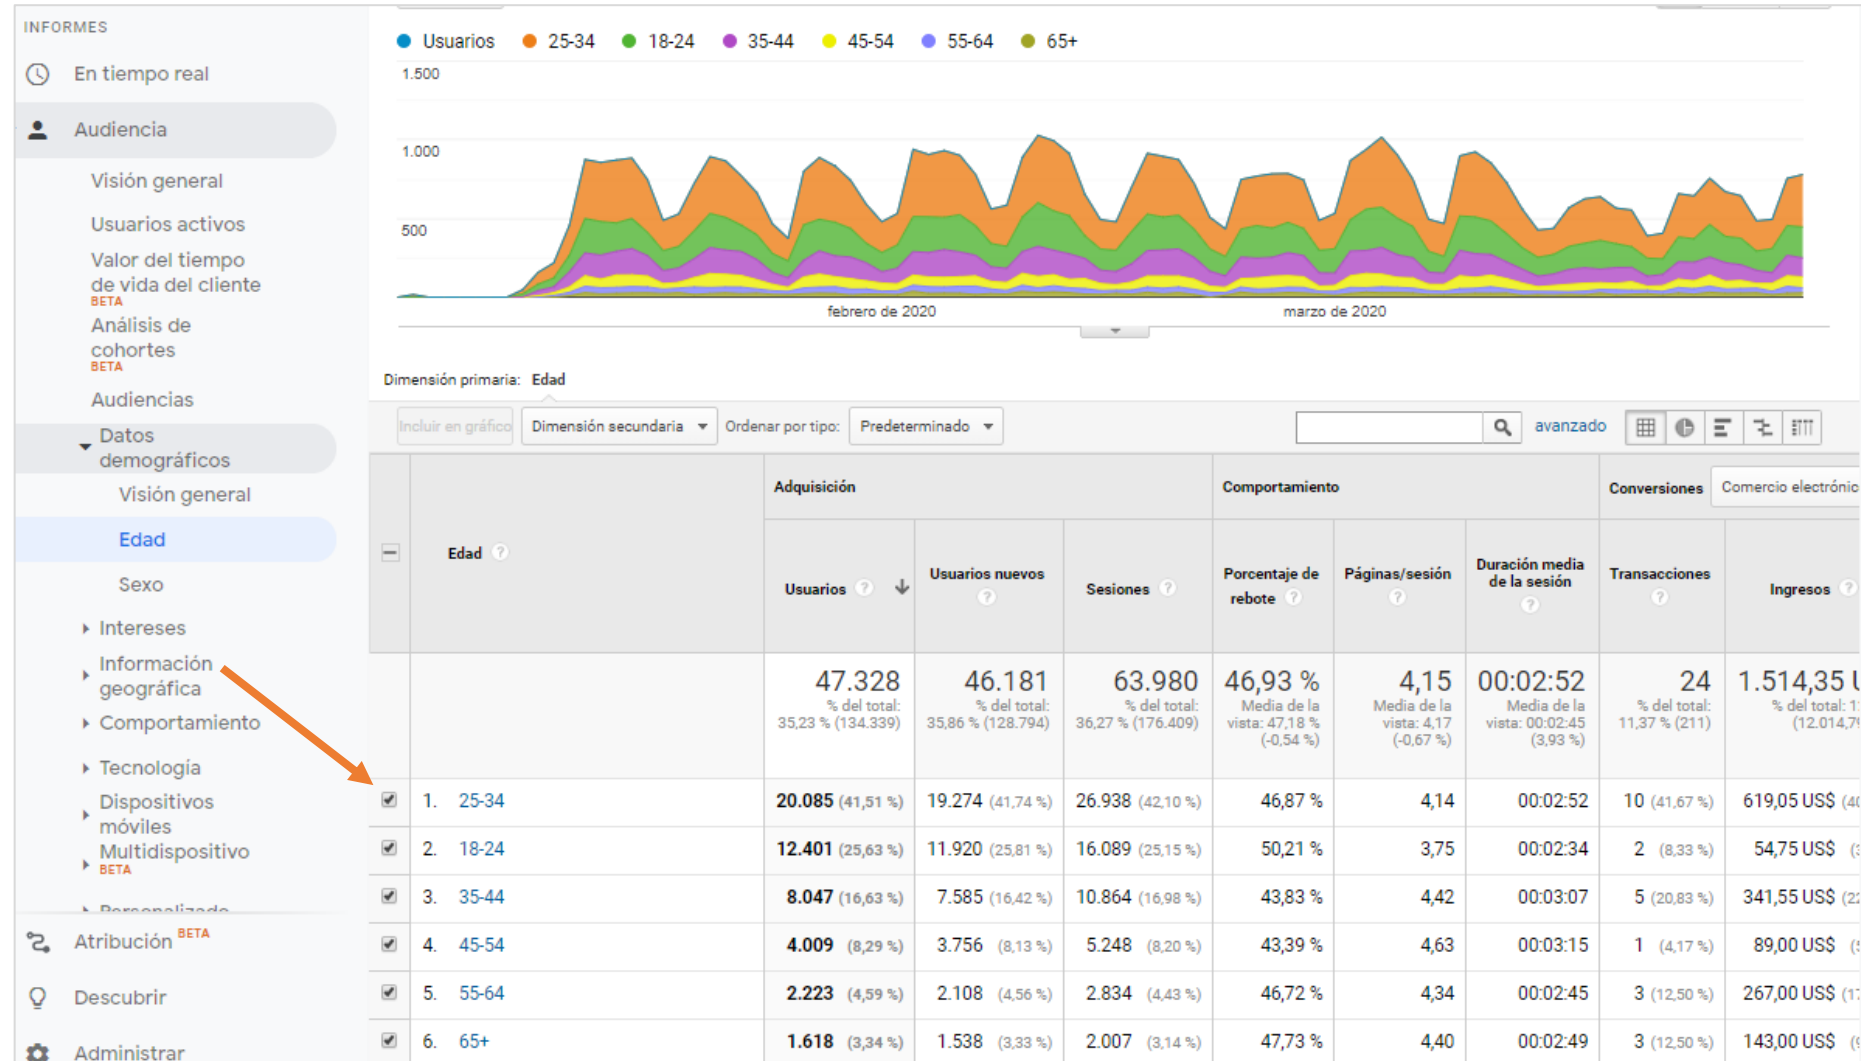 INFORMES
En tiempo real
Audiencia
Visión general
Usuarios activos
Valor del tiempo
de vida del cliente
BETA
Análisis de
cohortes
BETA
Audiencias
Datos
demográficos
Visión general
Edad
Sexo
Intereses
Información
geográfica
Comportamiento
Tecnología
Dispositivos
móviles
Multidispositivo
BETA
Personalizado
Atribución BETA
Descubrir
Administrar
Usuarios 25-34 18-24 35-44 45-54 55-64 65+
1.500
1.000
500
febrero de 2020 marzo de 2020
Dimensión primaria: Edad
Incluir en gráfico Dimensión secundaria Ordenar por tipo: Predeterminado avanzado
Adquisición Comportamiento Conversiones Comercio electrónic
Edad ? Usuarios ? Usuarios nuevos ? Sesiones ? Porcentaje de rebote ? Páginas/sesión ? Duración media de la sesión ? Transacciones ? Ingresos ?
47.328 46.181 63.980 46,93 % 4,15 00:02:52 24 1.514,35
% del total: % del total: % del total: Media de la Media de la Media de la % del total: % del total:
35,23 % (134.339) 35,86 % (128.794) 36,27 % (176.409) vista: 47,18 % vista: 4,17 vista: 00:02:45 11,37 % (211) (12.014,7
(-0,54 %) (-0,67 %) (3,93 %)
1. 25-34 20.085 (41,51 %) 19.274 (41,74 %) 26.938 (42,10 %) 46,87 % 4,14 00:02:52 10 (41,67 %) 619,05 US$
2. 18-24 12.401 (25,63 %) 11.920 (25,81 %) 16.089 (25,15 %) 50,21 % 3,75 00:02:34 2 (8,33 %) 54,75 US$
3. 35-44 8.047 (16,63 %) 7.585 (16,42 %) 10.864 (16,98 %) 43,83 % 4,42 00:03:07 5 (20,83 %) 341,55 US$
4. 45-54 4.009 (8,29 %) 3.756 (8,13 %) 5.248 (8,20 %) 43,39 % 4,63 00:03:15 1 (4,17 %) 89,00 US$
5. 55-64 2.223 (4,59 %) 2.108 (4,56 %) 2.834 (4,43 %) 46,72 % 4,34 00:02:45 3 (12,50 %) 267,00 US$
6. 65+ 1.618 (3,34 %) 1.538 (3,33 %) 2.007 (3,14 %) 47,73 % 4,40 00:02:49 3 (12,50 %) 143,00 US$